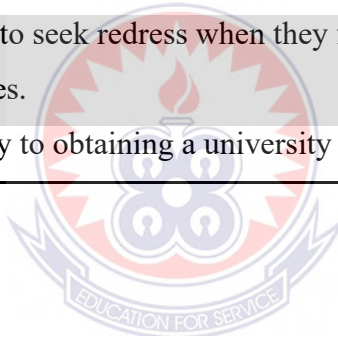 to seek redress when they
es.
y to obtaining a university
EDUCATION FOR SERVICE